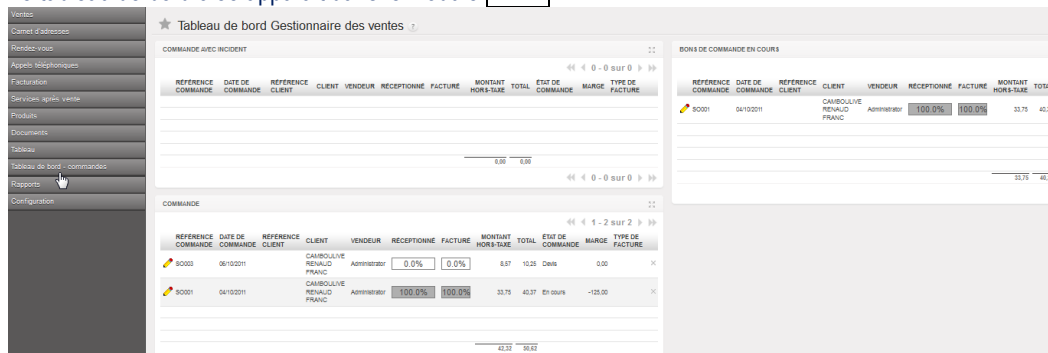 Ventes
Carnet d'adresses
Rendez-vous
Appels téléphoniques
Facturation
Services après vente
Produits
Documents
Tableau
Tableau de bord - commandes
Rapports
Configuration
Tableau de bord Gestionnaire des ventes ?
COMMANDE AVEC INCIDENT
0 - 0 sur 0
RÉFÉRENCE COMMANDE DATE DE COMMANDE RÉFÉRENCE CLIENT CLIENT VENDEUR RÉCEPTIONNÉ FACTURÉ MONTANT HORS-TAXE TOTAL ÉTAT DE COMMANDE MARGE TYPE DE FACTURE
0,00 0,00
0 - 0 sur 0
COMMANDE
1 - 2 sur 2
RÉFÉRENCE COMMANDE DATE DE COMMANDE RÉFÉRENCE CLIENT CLIENT VENDEUR RÉCEPTIONNÉ FACTURÉ MONTANT HORS-TAXE TOTAL ÉTAT DE COMMANDE MARGE TYPE DE FACTURE
SO003 06/10/2011 CAMBOULIVE RENAUD FRANC Administrator 0.0% 0.0% 8,57 10,25 Devis 0,00
SO001 04/10/2011 CAMBOULIVE RENAUD FRANC Administrator 100.0% 100.0% 33,75 40,37 En cours -125,00
42,32 50,62
BONS DE COMMANDE EN COURS
RÉFÉRENCE COMMANDE DATE DE COMMANDE RÉFÉRENCE CLIENT CLIENT VENDEUR RÉCEPTIONNÉ FACTURÉ MONTANT HORS-TAXE
SO001 04/10/2011 CAMBOULIVE RENAUD FRANC Administrator 100.0% 100.0% 33,75
33,75